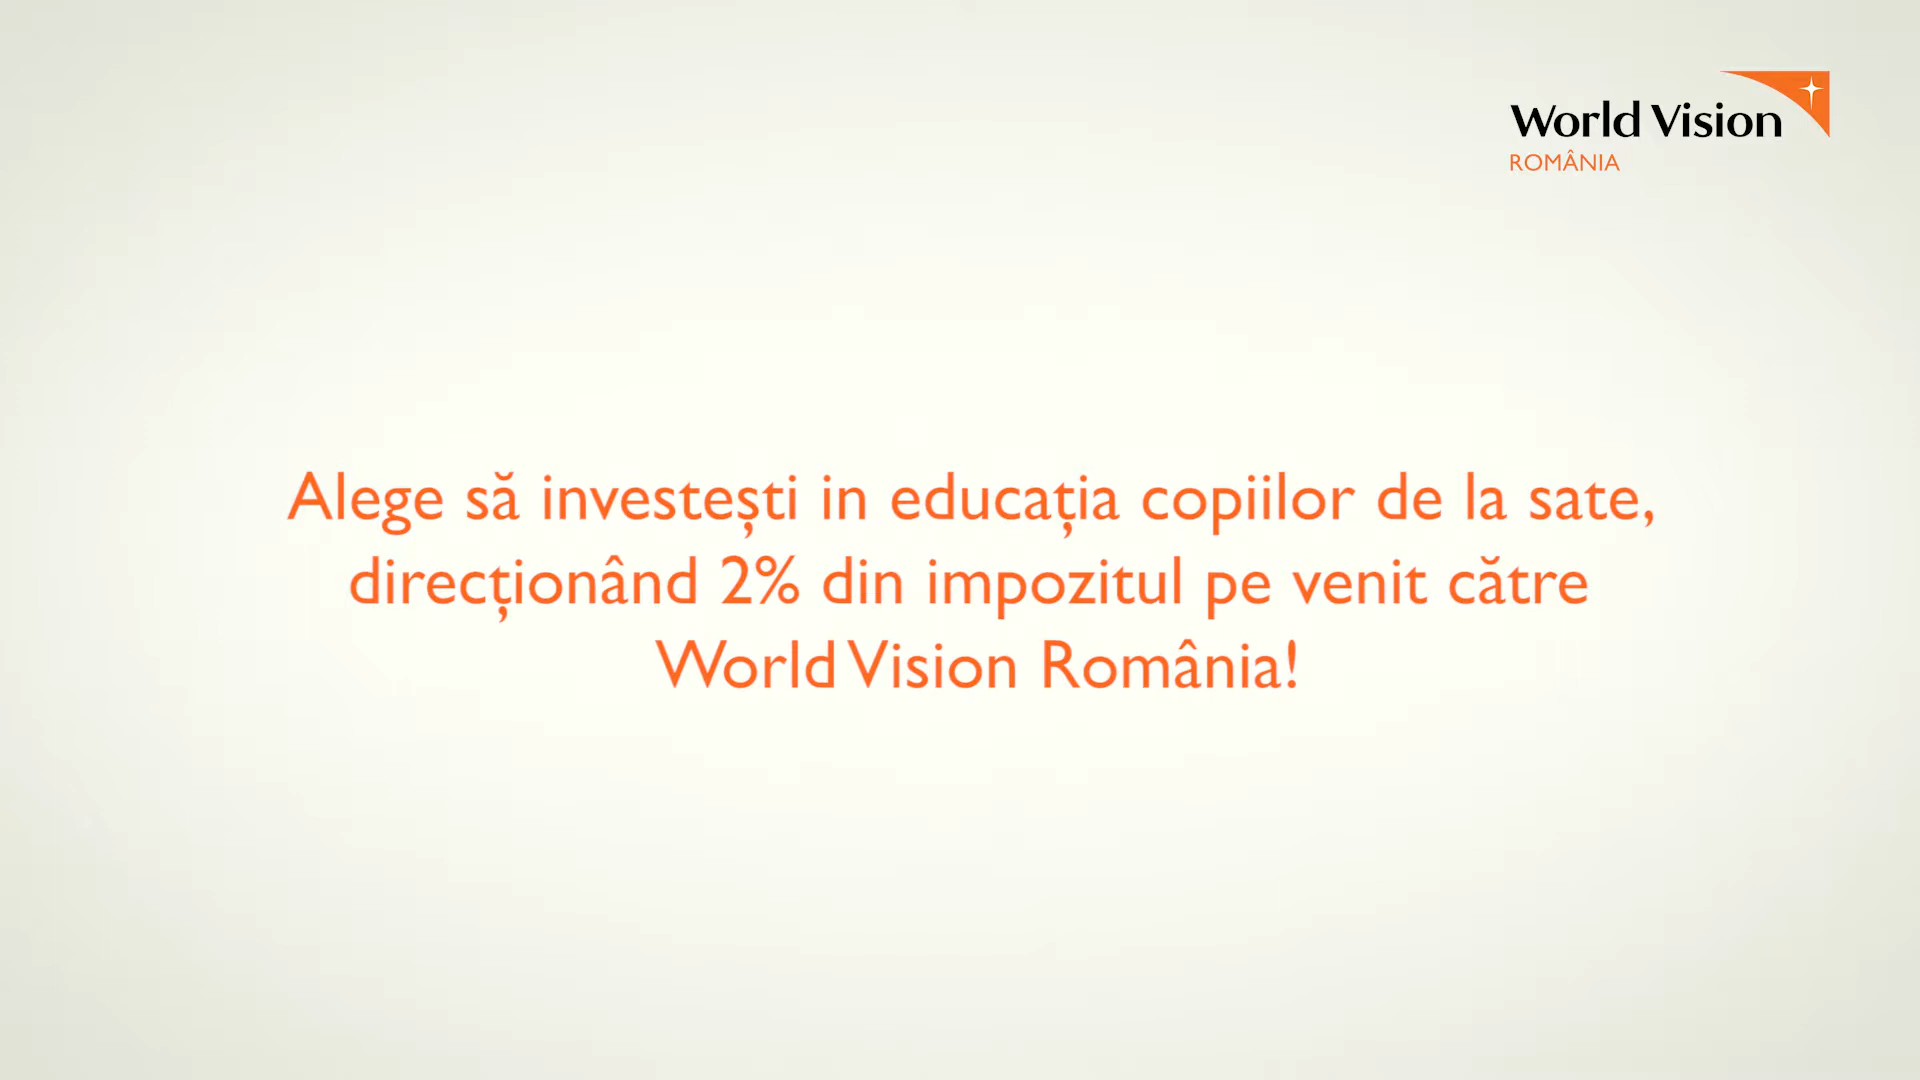 World Vision
ROMÂNIA
Alege să investești in educația copiilor de la sate,
direcționând 2% din impozitul pe venit către
World Vision România!